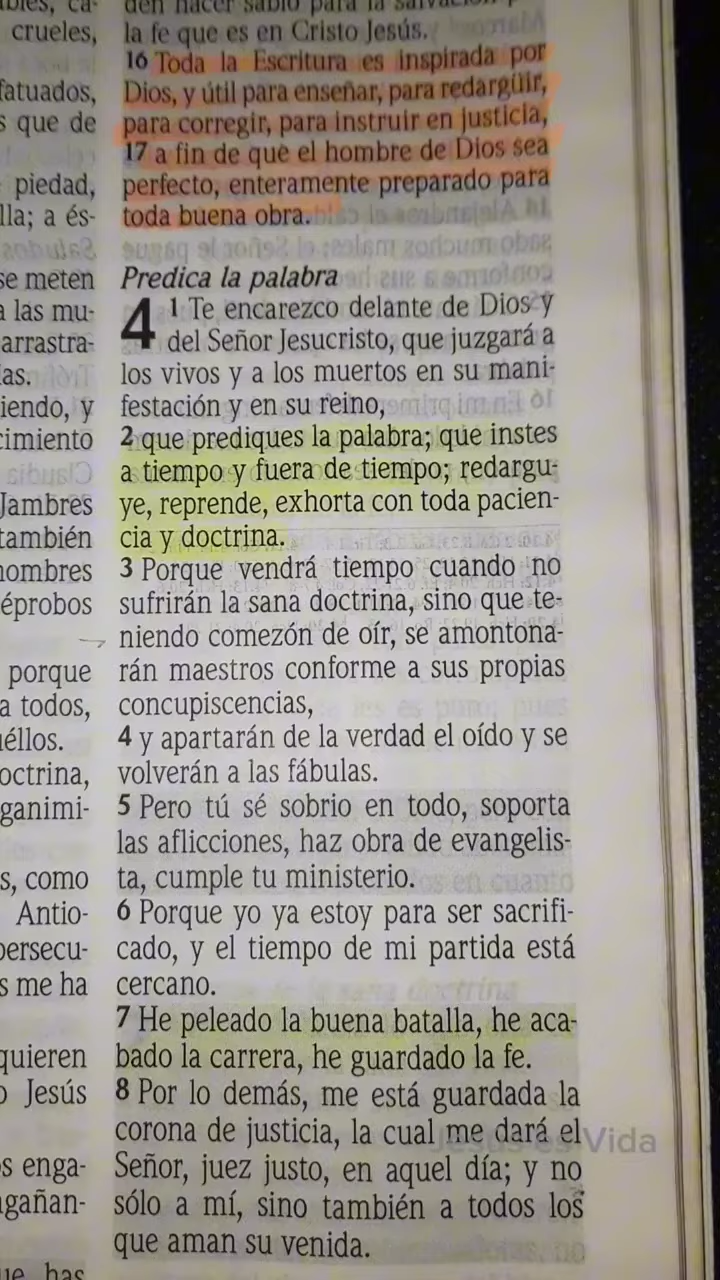 bles, ca-
crueles,
fatuados,
s que de
piedad,
lla; a és-
se meten
a las mu-
arrastra-
ias.
iendo, y
cimiento
Jambres
también
hombres
éprobos
porque
a todos,
uéllos.
octrina,
ganimi-
s, como
Antio-
persecu-
s me ha
quieren
o Jesús
s enga-
ngañan-
ue has
den hacer sabio para la salvación p
la fe que es en Cristo Jesús.
16 Toda la Escritura es inspirada por
Dios, y útil para enseñar, para redargüir,
para corregir, para instruir en justicia,
17 a fin de que el hombre de Dios sea
perfecto, enteramente preparado para
toda buena obra.
Predica la palabra
4 1 Te encarezco delante de Dios y
del Señor Jesucristo, que juzgará a
los vivos y a los muertos en su mani-
festación y en su reino,
2 que prediques la palabra; que instes
a tiempo y fuera de tiempo; redargu-
ye, reprende, exhorta con toda pacien-
cia y doctrina.
3 Porque vendrá tiempo cuando no
sufrirán la sana doctrina, sino que te-
niendo comezón de oír, se amontona-
rán maestros conforme a sus propias
concupiscencias,
4 y apartarán de la verdad el oído y se
volverán a las fábulas.
5 Pero tú sé sobrio en todo, soporta
las aflicciones, haz obra de evangelis-
ta, cumple tu ministerio.
6 Porque yo ya estoy para ser sacrifi-
cado, y el tiempo de mi partida está
cercano.
7 He peleado la buena batalla, he aca-
bado la carrera, he guardado la fe.
8 Por lo demás, me está guardada la
corona de justicia, la cual me dará el
Señor, juez justo, en aquel día; y no
sólo a mí, sino también a todos los
que aman su venida.
Jesús es Vida